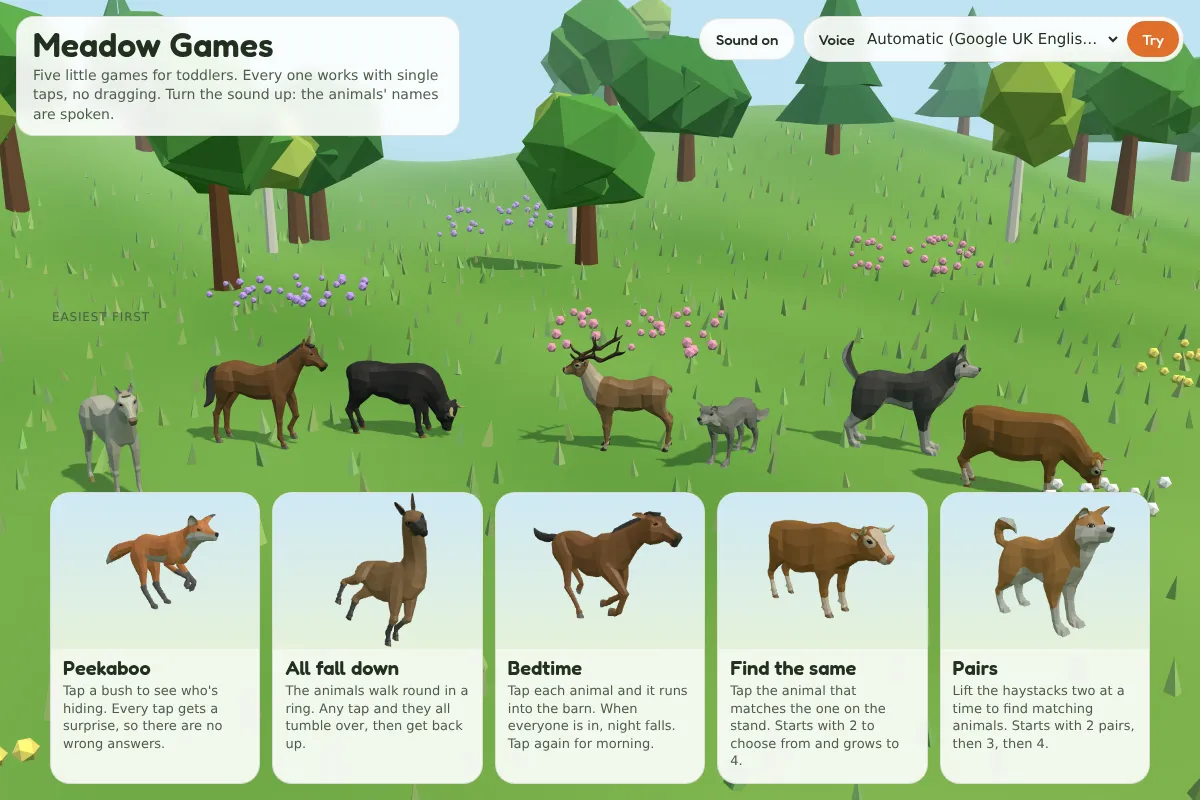 Meadow Games
Five little games for toddlers. Every one works with single
taps, no dragging. Turn the sound up: the animals' names
are spoken.
Sound on
Voice Automatic (Google UK Englis...
Try
EASIEST FIRST
Peekaboo
Tap a bush to see who's
hiding. Every tap gets a
surprise, so there are no
wrong answers.
All fall down
The animals walk round in a
ring. Any tap and they all
tumble over, then get back
up.
Bedtime
Tap each animal and it runs
into the barn. When
everyone is in, night falls.
Tap again for morning.
Find the same
Tap the animal that
matches the one on the
stand. Starts with 2 to
choose from and grows to
4.
Pairs
Lift the haystacks two at a
time to find matching
animals. Starts with 2 pairs,
then 3, then 4.